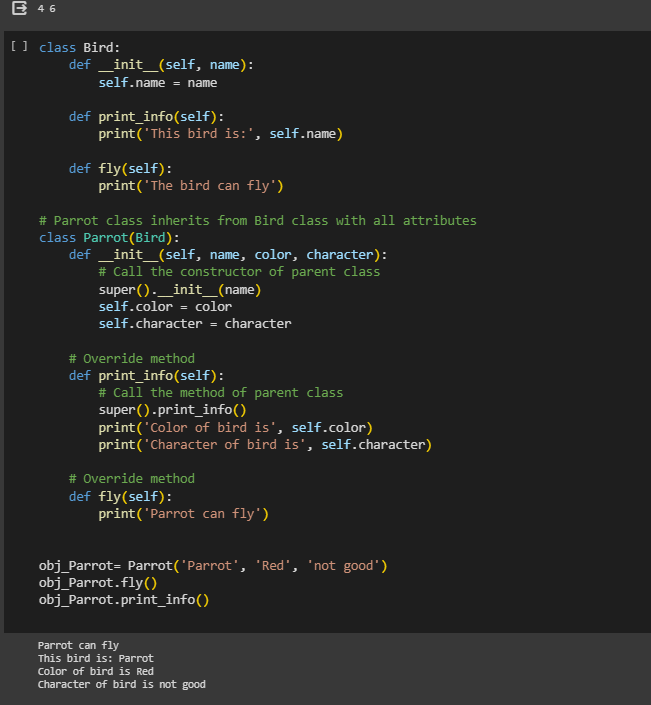 4 6
[ ] class Bird:
    def __init__(self, name):
        self.name = name

    def print_info(self):
        print('This bird is:', self.name)

    def fly(self):
        print('The bird can fly')

# Parrot class inherits from Bird class with all attributes
class Parrot(Bird):
    def __init__(self, name, color, character):
        # Call the constructor of parent class
        super().__init__(name)
        self.color = color
        self.character = character

    # Override method
    def print_info(self):
        # Call the method of parent class
        super().print_info()
        print('Color of bird is', self.color)
        print('Character of bird is', self.character)

    # Override method
    def fly(self):
        print('Parrot can fly')


obj_Parrot= Parrot('Parrot', 'Red', 'not good')
obj_Parrot.fly()
obj_Parrot.print_info()

Parrot can fly
This bird is: Parrot
Color of bird is Red
Character of bird is not good